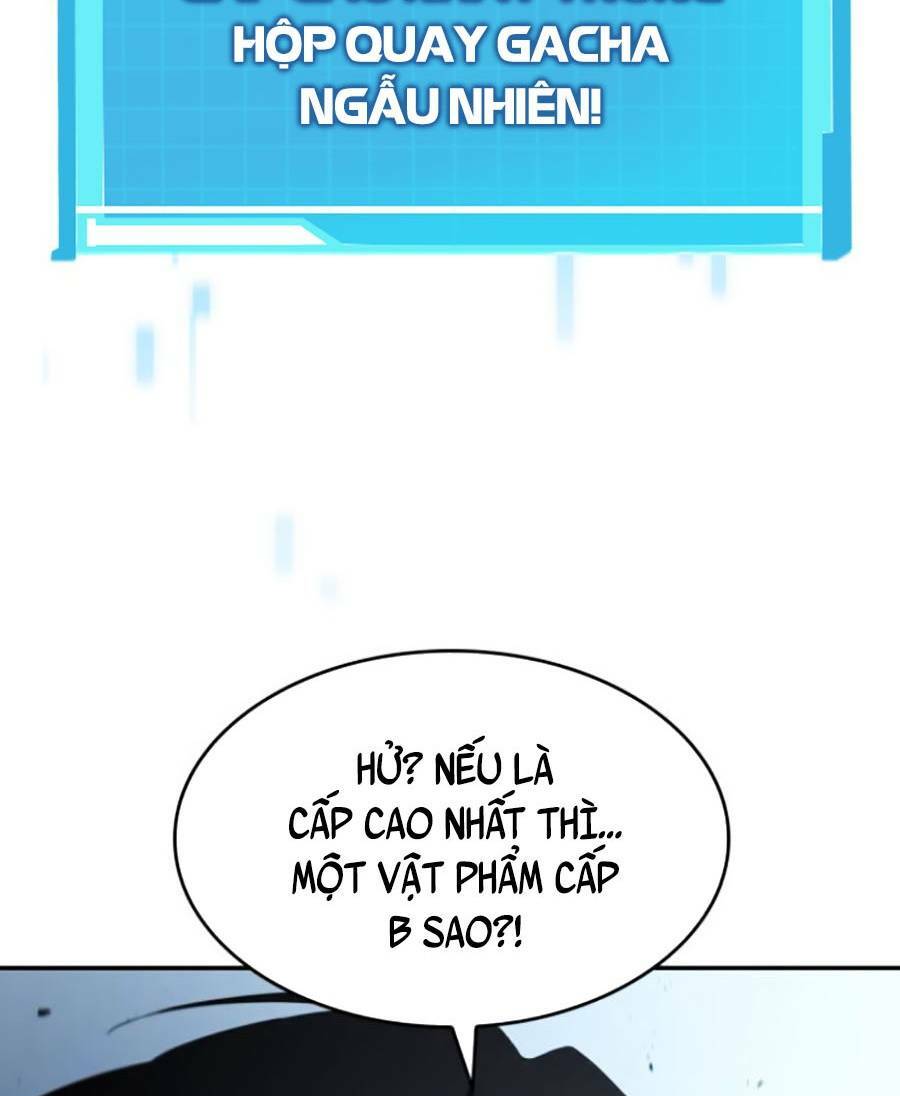 HỘP QUAY GACHA
NGẪU NHIÊN!
HỬ? NẾU LÀ
CẤP CAO NHẤT THÌ...
MỘT VẬT PHẨM CẤP
B SAO?!